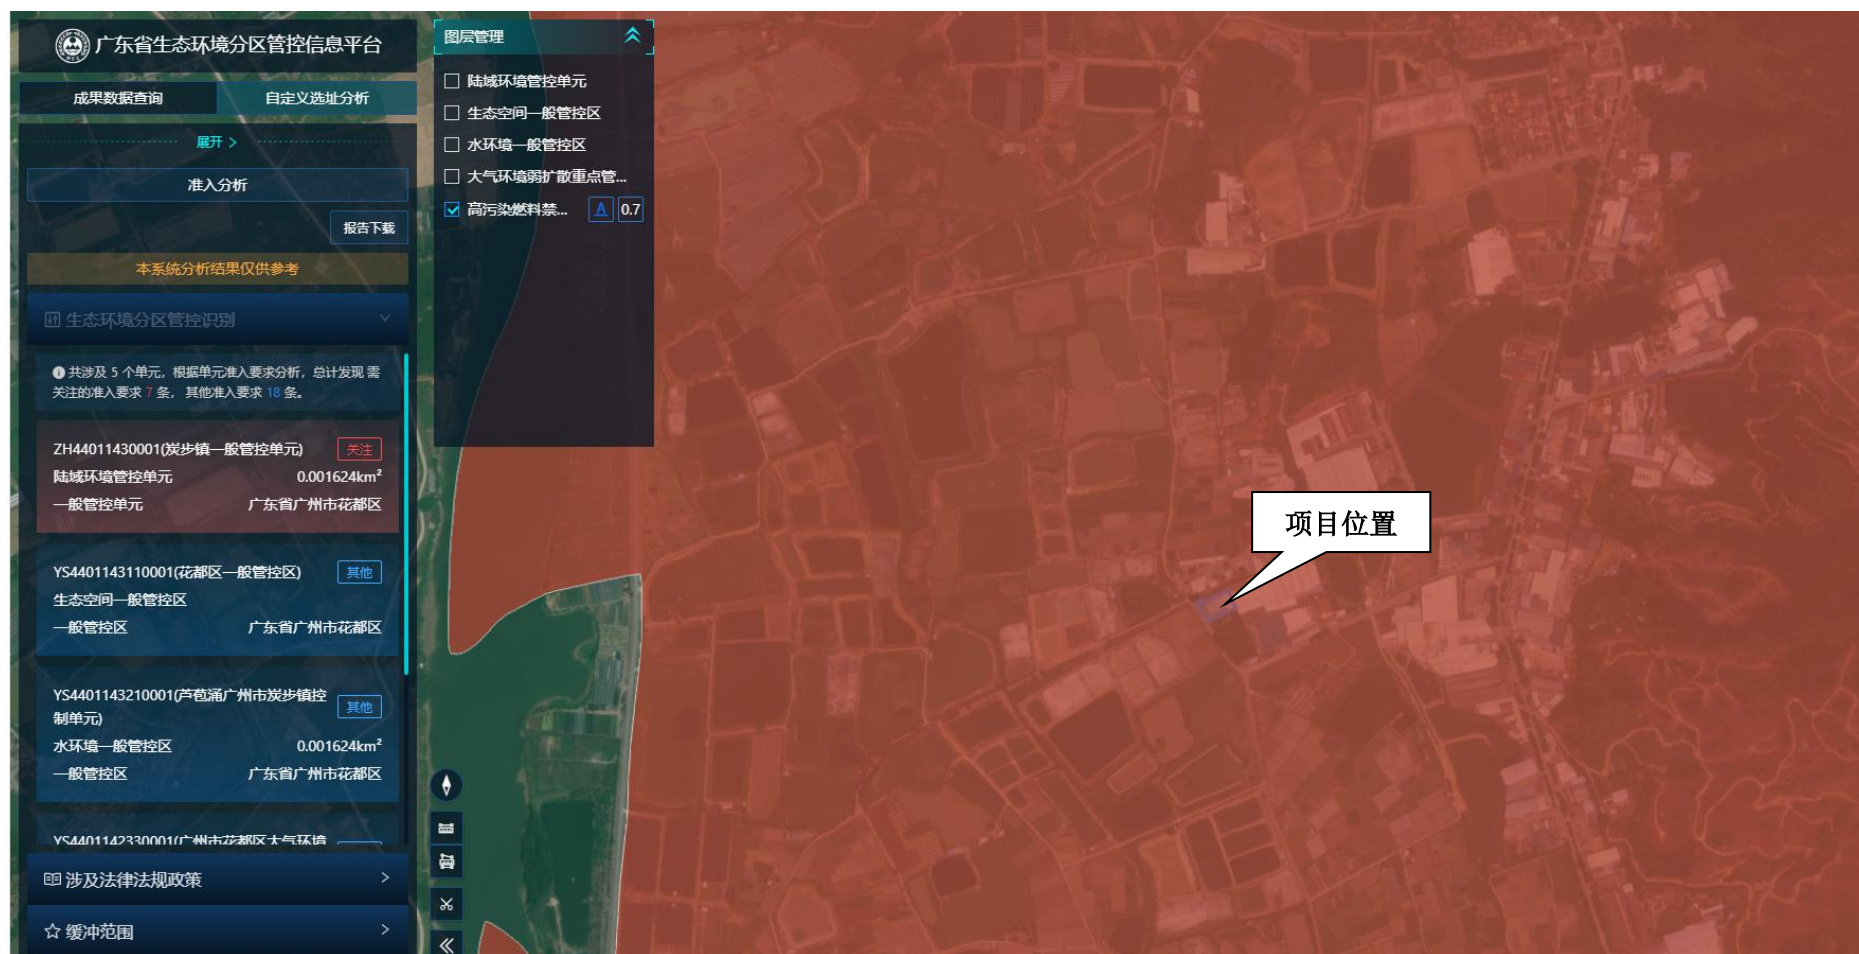 广东省生态环境分区管控信息平台
成果数据查询
自定义选址分析
展开 >
准入分析
报告下载
本系统分析结果仅供参考
生态环境分区管控识别
共涉及 5 个单元，根据单元准入要求分析，总计发现 需
关注的准入要求 7 条， 其他准入要求 18 条。
ZH44011430001(炭步镇一般管控单元)
关注
陆域环境管控单元
0.001624km²
一般管控单元
广东省广州市花都区
YS4401143110001(花都区一般管控区)
其他
生态空间一般管控区
一般管控区
广东省广州市花都区
YS4401143210001(芦苞涌广州市炭步镇控
制单元)
其他
水环境一般管控区
0.001624km²
一般管控区
广东省广州市花都区
YS4401142330001(广州市花都区大气环境
涉及法律法规政策
缓冲范围
图层管理
陆域环境管控单元
生态空间一般管控区
水环境一般管控区
大气环境弱扩散重点管...
高污染燃料禁...
A
0.7
项目位置